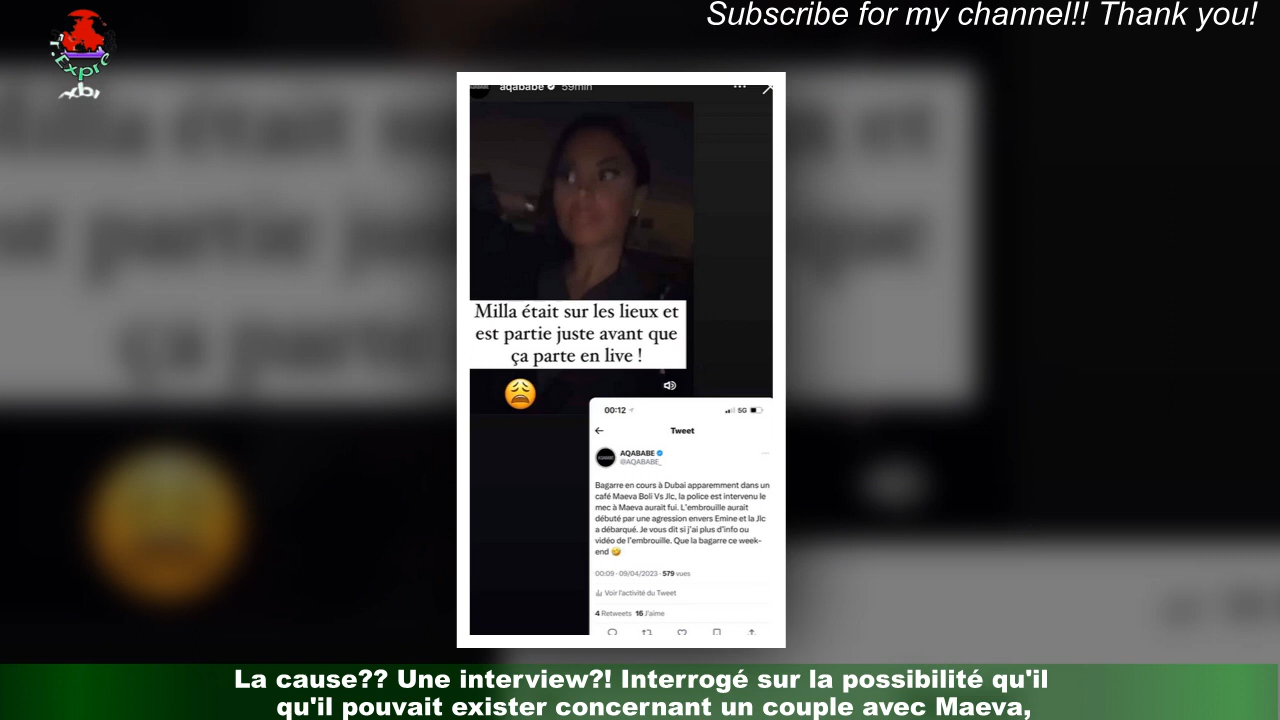 Subscribe for my channel!! Thank you!
aqababe 59min
Milla était sur les lieux et
est partie juste avant que
ça parte en live !
00:12
5G
Tweet
AQABABE
@AQABABE_
Bagarre en cours à Dubai apparemment dans un
café Maeva Boli Vs Jlc, la police est intervenu le
mec à Maeva aurait fui. L'embrouille aurait
débuté par une agression envers Emine et la Jlc
a débarqué. Je vous dit si j'ai plus d'info ou
vidéo de l'embrouille. Que la bagarre ce week-
end
00:09 · 09/04/2023 · 579 vues
Voir l'activité du Tweet
4 Retweets 16 J'aime
La cause?? Une interview?! Interrogé sur la possibilité qu'il
qu'il pouvait exister concernant un couple avec Maeva,